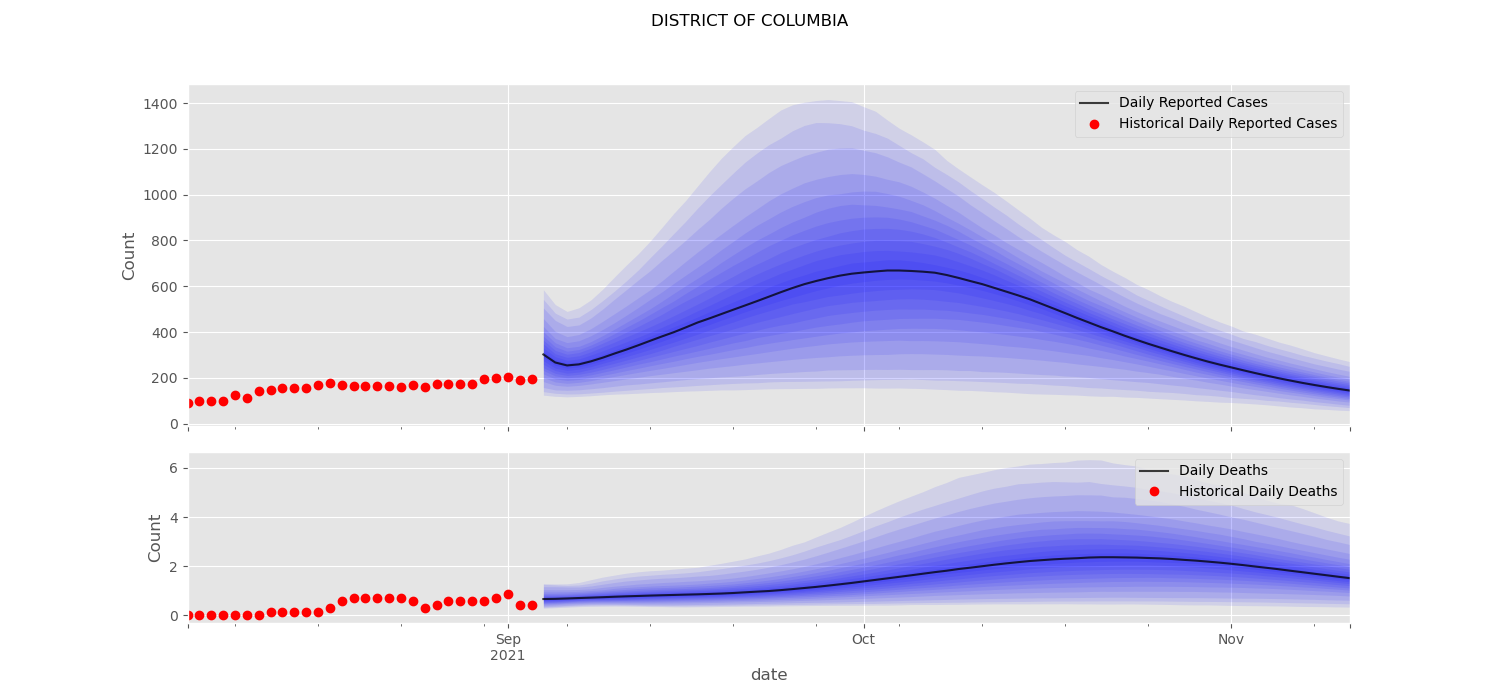 DISTRICT OF COLUMBIA
1400
1200
1000
800
600
400
200
0
Count
Daily Reported Cases
Historical Daily Reported Cases
6
4
2
0
Count
Daily Deaths
Historical Daily Deaths
Sep
2021
Oct
Nov
date